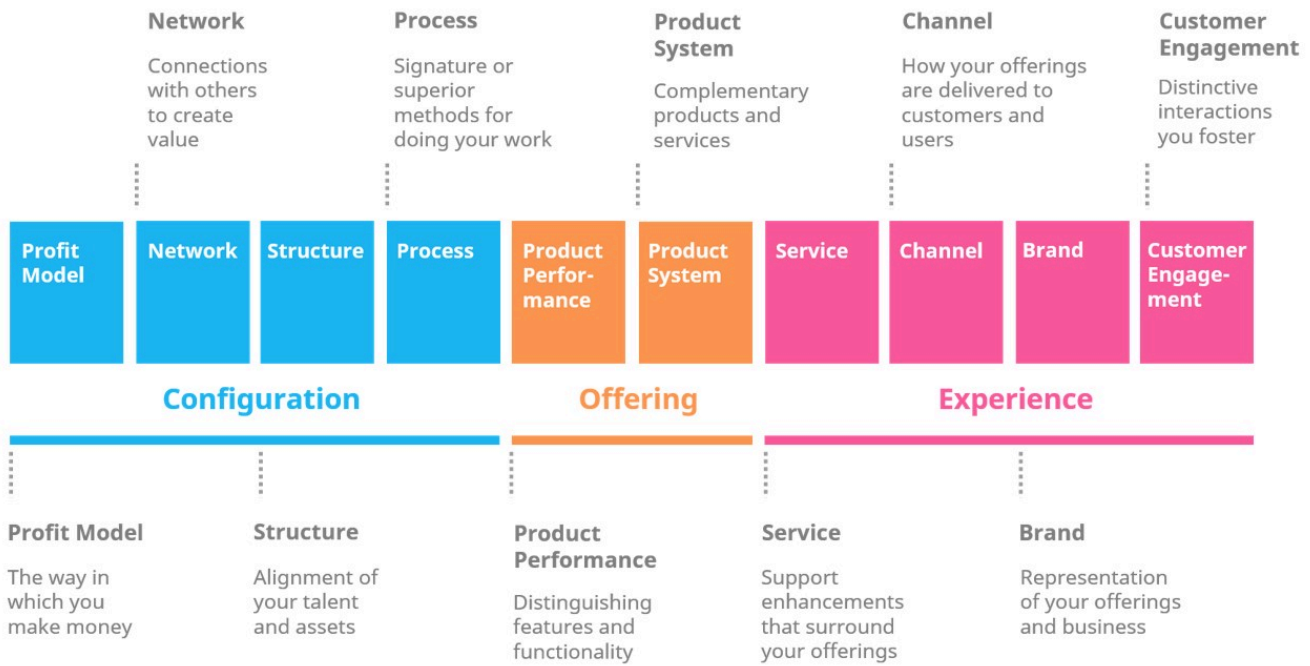 Network
Connections
with others
to create
value
Process
Signature or
superior
methods for
doing your work
Product
System
Complementary
products and
services
Channel
How your offerings
are delivered to
customers and
users
Customer
Engagement
Distinctive
interactions
you foster
Profit
Model
Network
Structure
Process
Product
Perfor-
mance
Product
System
Service
Channel
Brand
Customer
Engage-
ment
Configuration
Offering
Experience
Profit Model
The way in
which you
make money
Structure
Alignment of
your talent
and assets
Product
Performance
Distinguishing
features and
functionality
Service
Support
enhancements
that surround
your offerings
Brand
Representation
of your offerings
and business